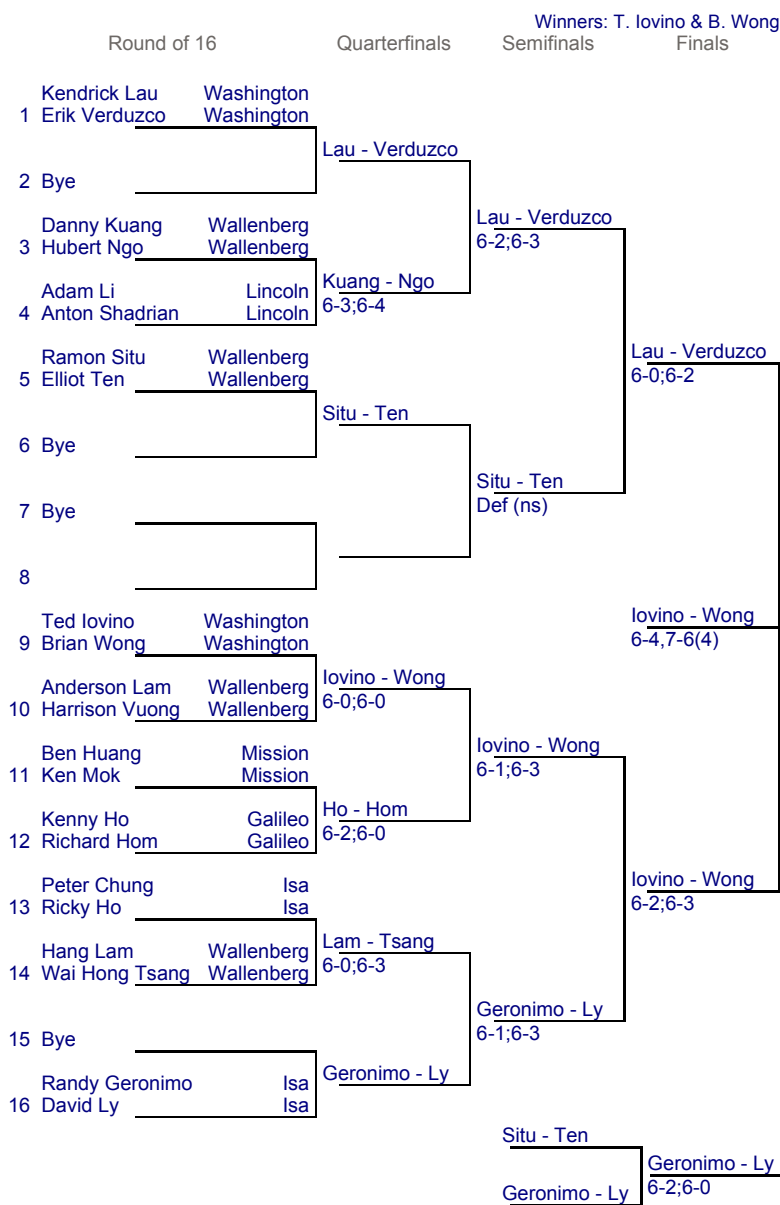 Winners: T. Iovino & B. Wong
Round of 16 Quarterfinals Semifinals Finals
Kendrick Lau Washington
1 Erik Verduzco Washington
Lau - Verduzco
2 Bye
Danny Kuang Wallenberg
Lau - Verduzco
3 Hubert Ngo Wallenberg
6-2;6-3
Adam Li Lincoln
Kuang - Ngo
4 Anton Shadrian Lincoln
6-3;6-4
Ramon Situ Wallenberg
Lau - Verduzco
5 Elliot Ten Wallenberg
6-0;6-2
Situ - Ten
6 Bye
Situ - Ten
7 Bye
Def (ns)
8
Ted Iovino Washington
Iovino - Wong
9 Brian Wong Washington
6-4,7-6(4)
Anderson Lam Wallenberg
Iovino - Wong
10 Harrison Vuong Wallenberg
6-0;6-0
Ben Huang Mission
Iovino - Wong
11 Ken Mok Mission
6-1;6-3
Kenny Ho Galileo
Ho - Hom
12 Richard Hom Galileo
6-2;6-0
Peter Chung Isa
Iovino - Wong
13 Ricky Ho Isa
6-2;6-3
Hang Lam Wallenberg
Lam - Tsang
14 Wai Hong Tsang Wallenberg
6-0;6-3
Geronimo - Ly
15 Bye
6-1;6-3
Geronimo - Ly
Randy Geronimo Isa
16 David Ly Isa
Situ - Ten
Geronimo - Ly
6-2;6-0
Geronimo - Ly